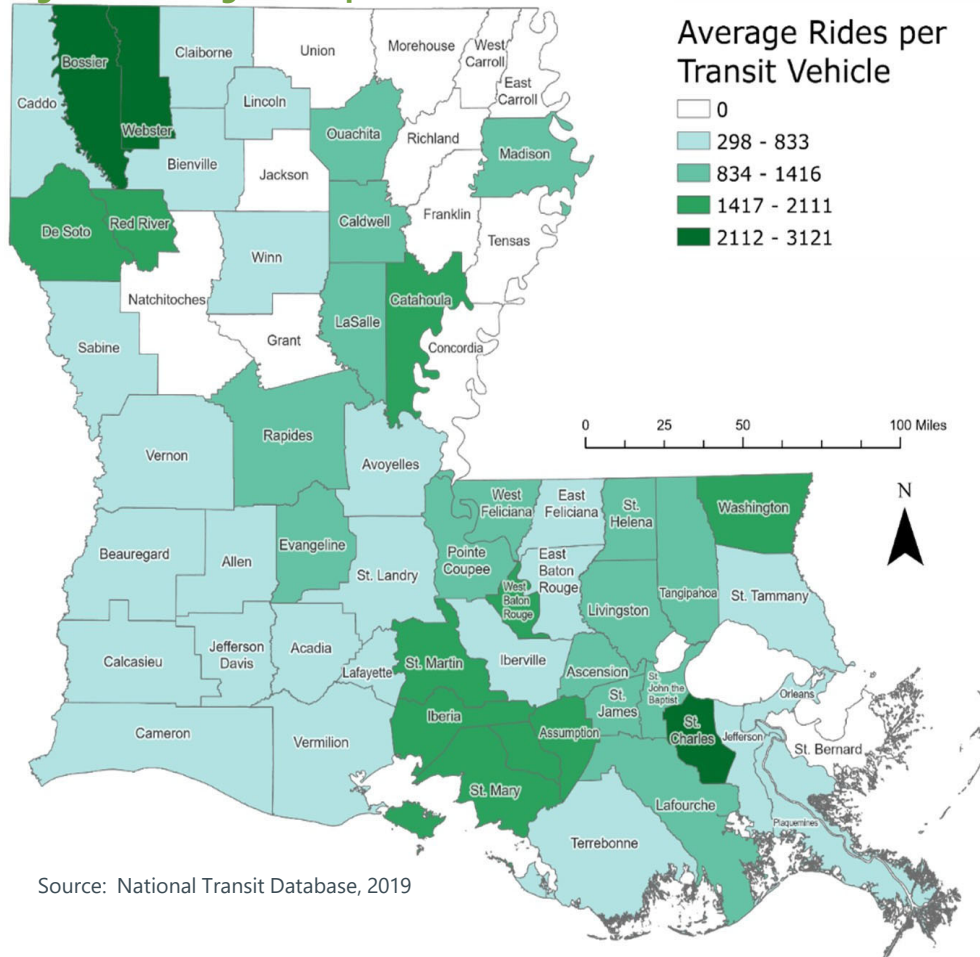 Average Rides per
Transit Vehicle
0
298 - 833
834 - 1416
1417 - 2111
2112 - 3121
Bossier
Claiborne
Union
Morehouse
West
Carroll
East
Carroll
Caddo
Webster
Lincoln
Ouachita
Richland
Madison
Bienville
Jackson
De Soto
Red River
Caldwell
Franklin
Tensas
Winn
Natchitoches
Catahoula
LaSalle
Sabine
Grant
Concordia
0 25 50 100 Miles
Vernon
Rapides
Avoyelles
N
West
Feliciana
East
Feliciana
St.
Helena
Washington
Beauregard
Allen
Evangeline
St. Landry
Pointe
Coupee
West
Baton
Rouge
East
Baton
Rouge
Livingston
Tangipahoa
St. Tammany
Calcasieu
Jefferson
Davis
Acadia
Lafayette
St. Martin
Iberville
Ascension
St.
James
St.
John the
Baptist
St.
Charles
Orleans
Jefferson
St. Bernard
Cameron
Vermilion
Iberia
Assumption
St. Mary
Lafourche
Plaquemines
Terrebonne
Source: National Transit Database, 2019